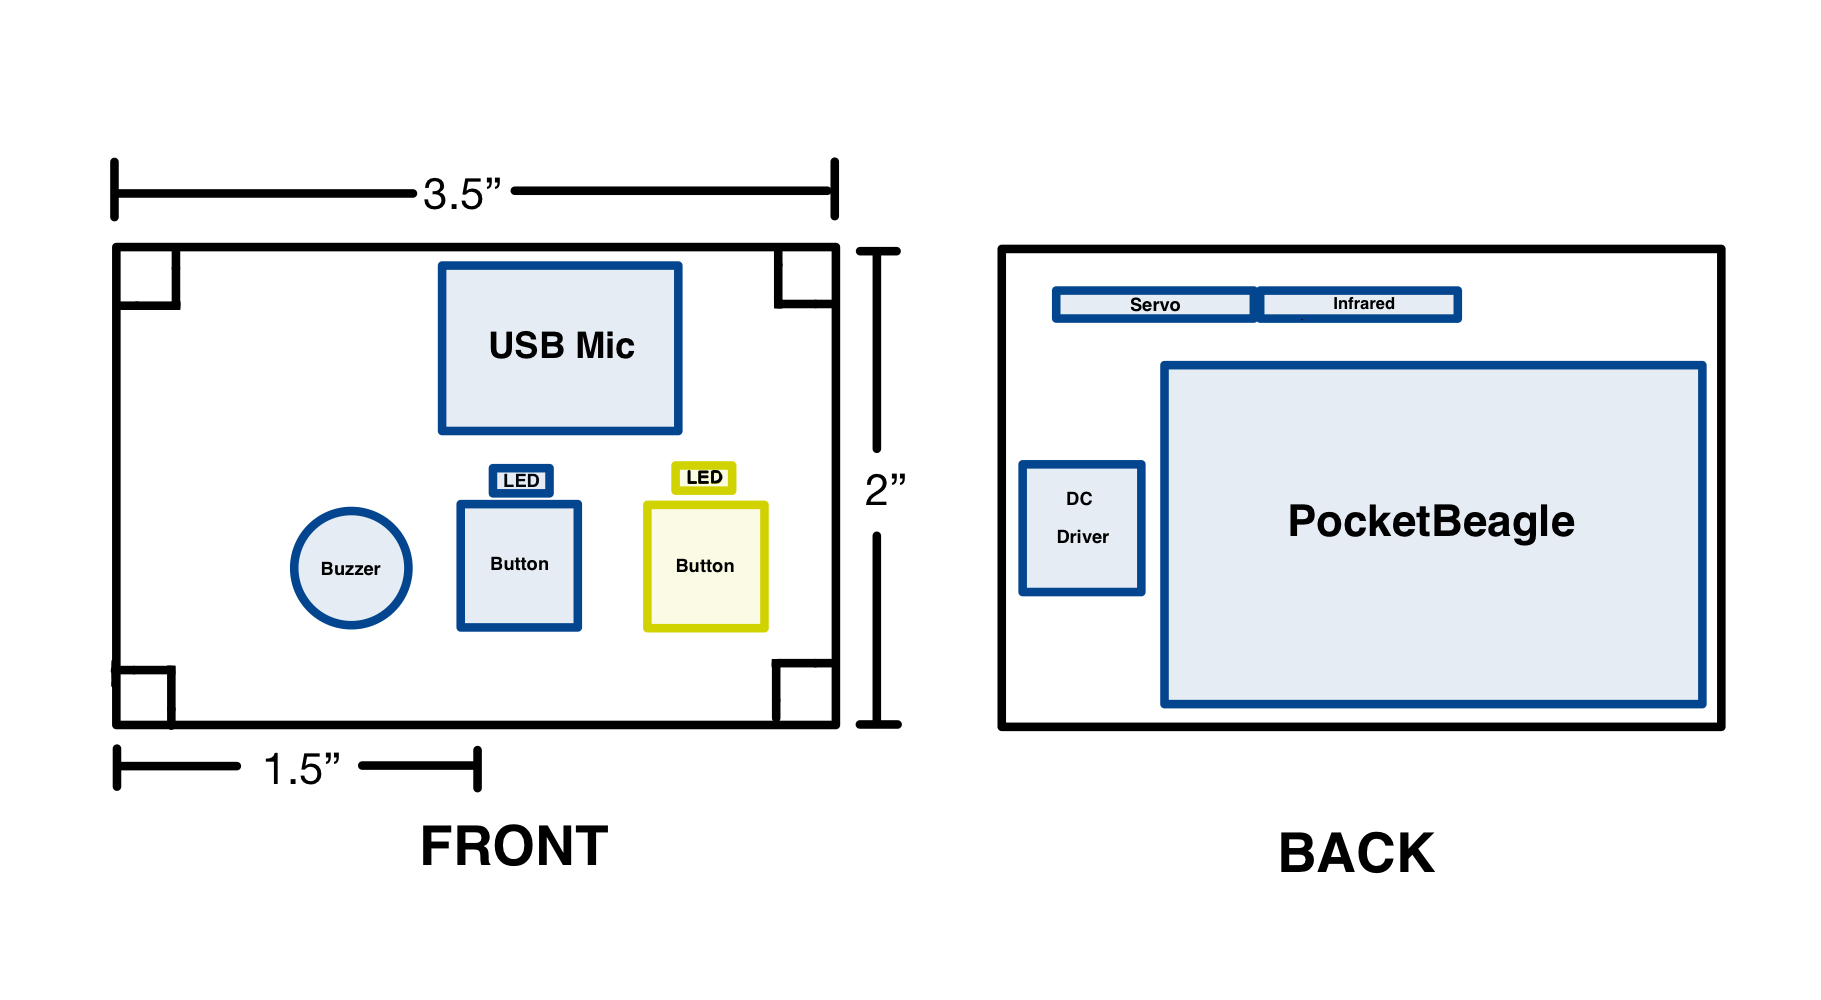 3.5”
USB Mic
LED
LED
Buzzer
Button
Button
2”
1.5”
FRONT
Servo
Infrared
DC
Driver
PocketBeagle
BACK